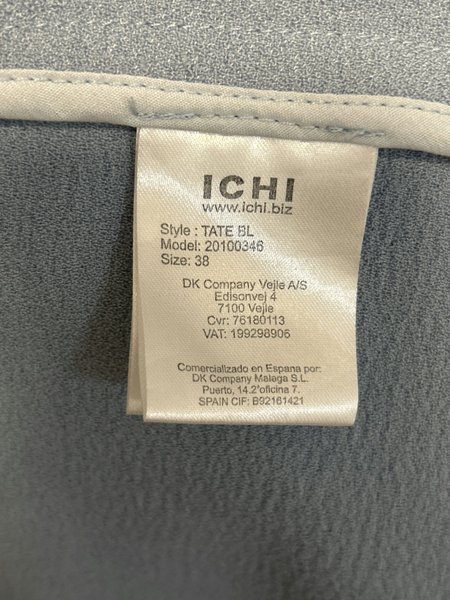 ICHI
www.ichi.biz
Style : TATE BL
Model: 20100346
Size: 38
DK Company Vejle A/S
Edisonvej 4
7100 Vejle
Cvr: 76180113
VAT: 199298906
Comercializado en Espana por:
DK Company Malega S.L.
Puerto, 14.2'oficina 7.
SPAIN CIF: B92161421